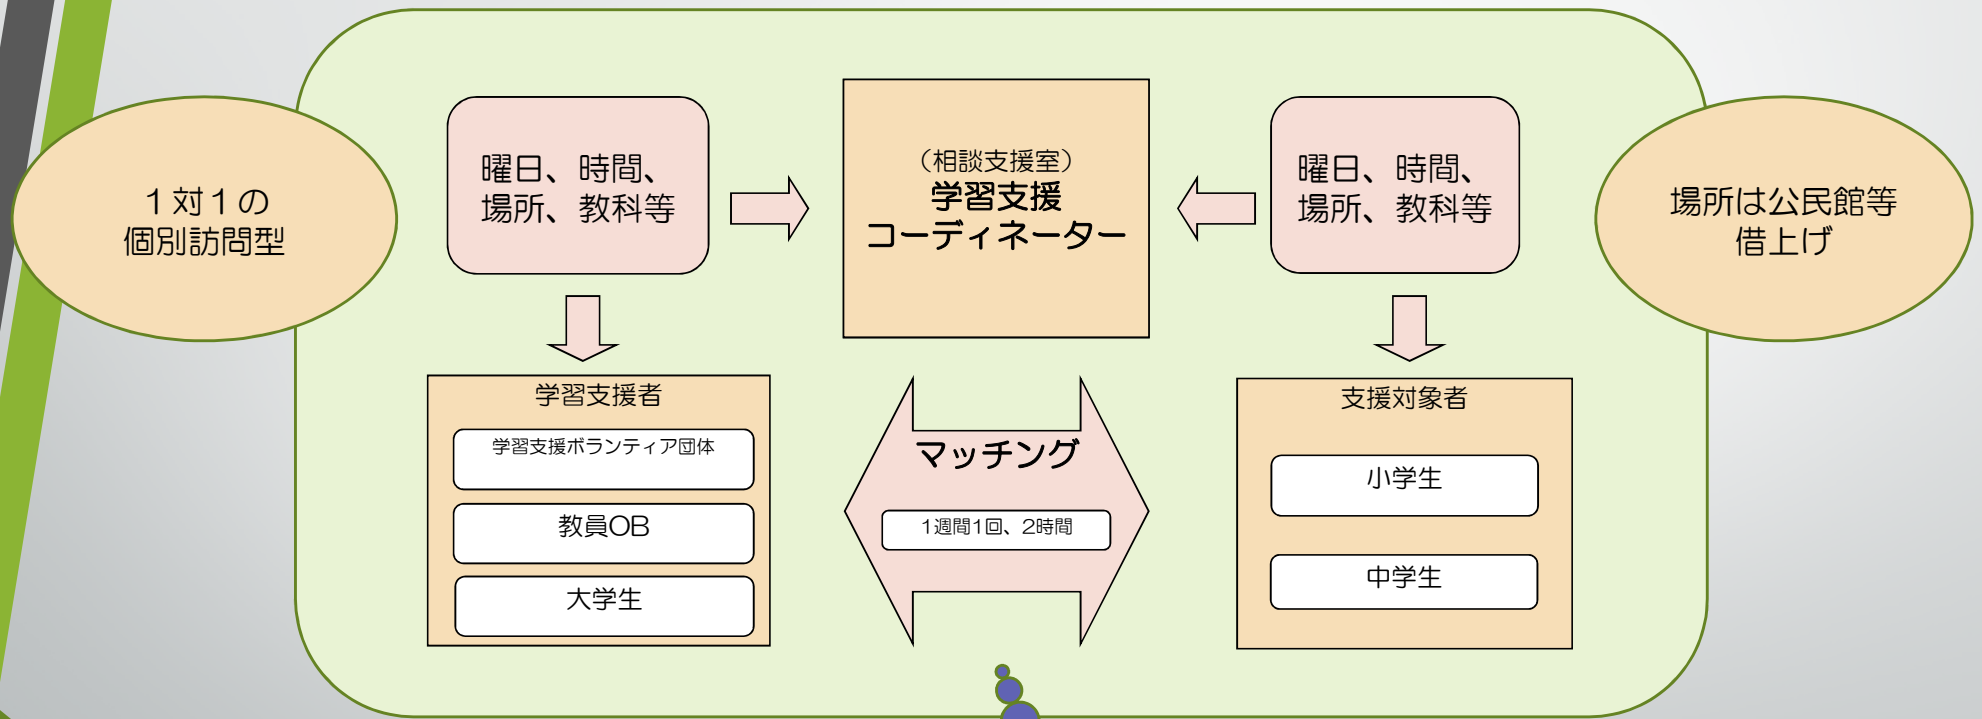 １対１の
個別訪問型
曜日、時間、
場所、教科等
（相談支援室）
学習支援
コーディネーター
曜日、時間、
場所、教科等
場所は公民館等
借上げ
学習支援者
学習支援ボランティア団体
教員OB
大学生
マッチング
1週間1回、2時間
支援対象者
小学生
中学生